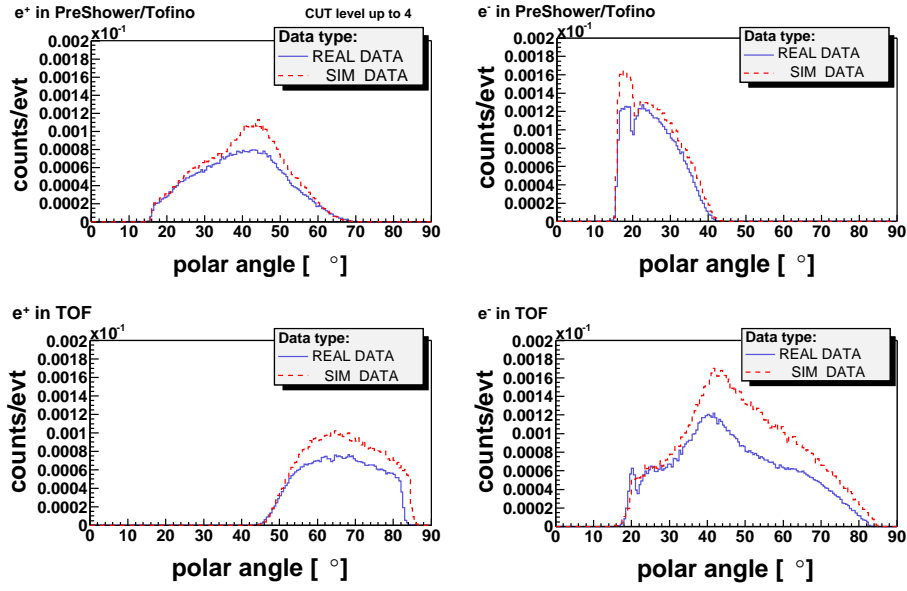 e+ in PreShower/Tofino
CUT level up to 4
×10-1
0.002
0.0018
0.0016
0.0014
0.0012
0.001
0.0008
0.0006
0.0004
0.0002
0
counts/evt
Data type:
REAL DATA
SIM DATA
0 10 20 30 40 50 60 70 80 90
polar angle [ °]
e- in PreShower/Tofino
×10-1
0.002
0.0018
0.0016
0.0014
0.0012
0.001
0.0008
0.0006
0.0004
0.0002
0
counts/evt
Data type:
REAL DATA
SIM DATA
0 10 20 30 40 50 60 70 80 90
polar angle [ °]
e+ in TOF
×10-1
0.002
0.0018
0.0016
0.0014
0.0012
0.001
0.0008
0.0006
0.0004
0.0002
0
counts/evt
Data type:
REAL DATA
SIM DATA
0 10 20 30 40 50 60 70 80 90
polar angle [ °]
e- in TOF
×10-1
0.002
0.0018
0.0016
0.0014
0.0012
0.001
0.0008
0.0006
0.0004
0.0002
0
counts/evt
Data type:
REAL DATA
SIM DATA
0 10 20 30 40 50 60 70 80 90
polar angle [ °]